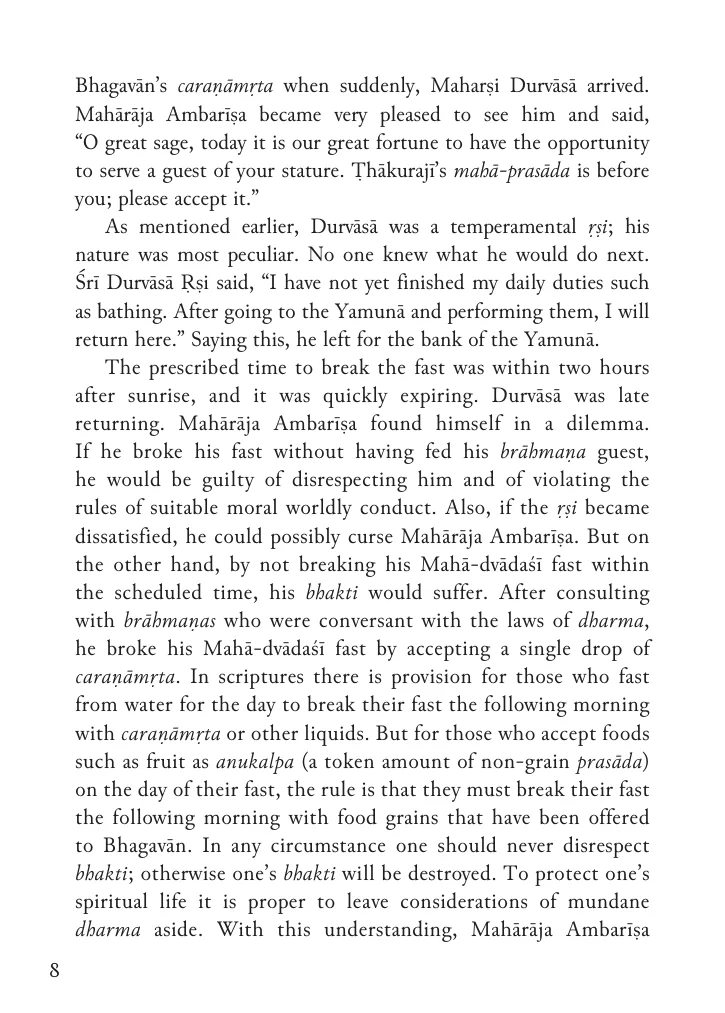 Bhagavān’s caraṇāmṛta when suddenly, Maharṣi Durvāsā arrived.
Mahārāja Ambarīṣa became very pleased to see him and said,
“O great sage, today it is our great fortune to have the opportunity
to serve a guest of your stature. Ṭhākurajī’s mahā-prasāda is before
you; please accept it.”
As mentioned earlier, Durvāsā was a temperamental ṛṣi; his
nature was most peculiar. No one knew what he would do next.
Śrī Durvāsā Ṛṣi said, “I have not yet finished my daily duties such
as bathing. After going to the Yamunā and performing them, I will
return here.” Saying this, he left for the bank of the Yamunā.
The prescribed time to break the fast was within two hours
after sunrise, and it was quickly expiring. Durvāsā was late
returning. Mahārāja Ambarīṣa found himself in a dilemma.
If he broke his fast without having fed his brāhmaṇa guest,
he would be guilty of disrespecting him and of violating the
rules of suitable moral worldly conduct. Also, if the ṛṣi became
dissatisfied, he could possibly curse Mahārāja Ambarīṣa. But on
the other hand, by not breaking his Mahā-dvādaśī fast within
the scheduled time, his bhakti would suffer. After consulting
with brāhmaṇas who were conversant with the laws of dharma,
he broke his Mahā-dvādaśī fast by accepting a single drop of
caraṇāmṛta. In scriptures there is provision for those who fast
from water for the day to break their fast the following morning
with caraṇāmṛta or other liquids. But for those who accept foods
such as fruit as anukalpa (a token amount of non-grain prasāda)
on the day of their fast, the rule is that they must break their fast
the following morning with food grains that have been offered
to Bhagavān. In any circumstance one should never disrespect
bhakti; otherwise one’s bhakti will be destroyed. To protect one’s
spiritual life it is proper to leave considerations of mundane
dharma aside. With this understanding, Mahārāja Ambarīṣa
8